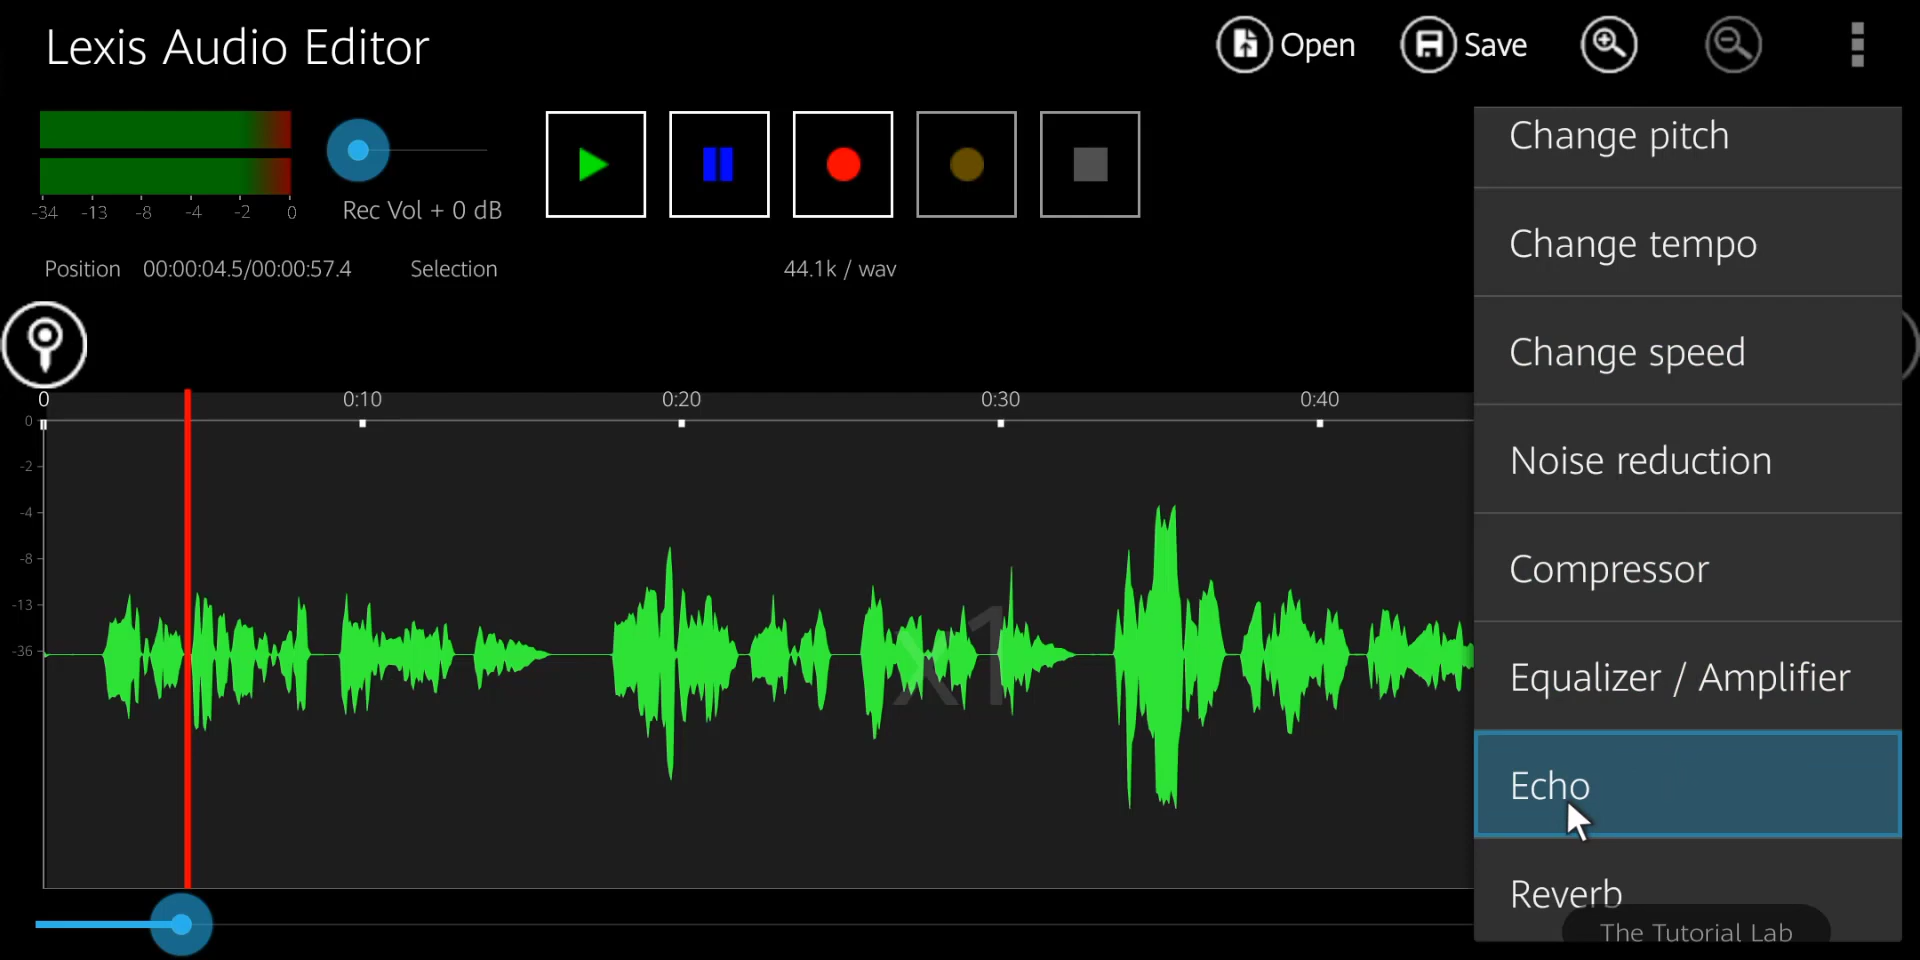 Lexis Audio Editor
Open
Save
-34 -13 -8 -4 -2 0
Rec Vol + 0 dB
Position 00:00:04.5/00:00:57.4 Selection 44.1k / wav
0 0:10 0:20 0:30 0:40
0
-2
-4
-8
-13
-36
x1
Change pitch
Change tempo
Change speed
Noise reduction
Compressor
Equalizer / Amplifier
Echo
Reverb
The Tutorial Lab